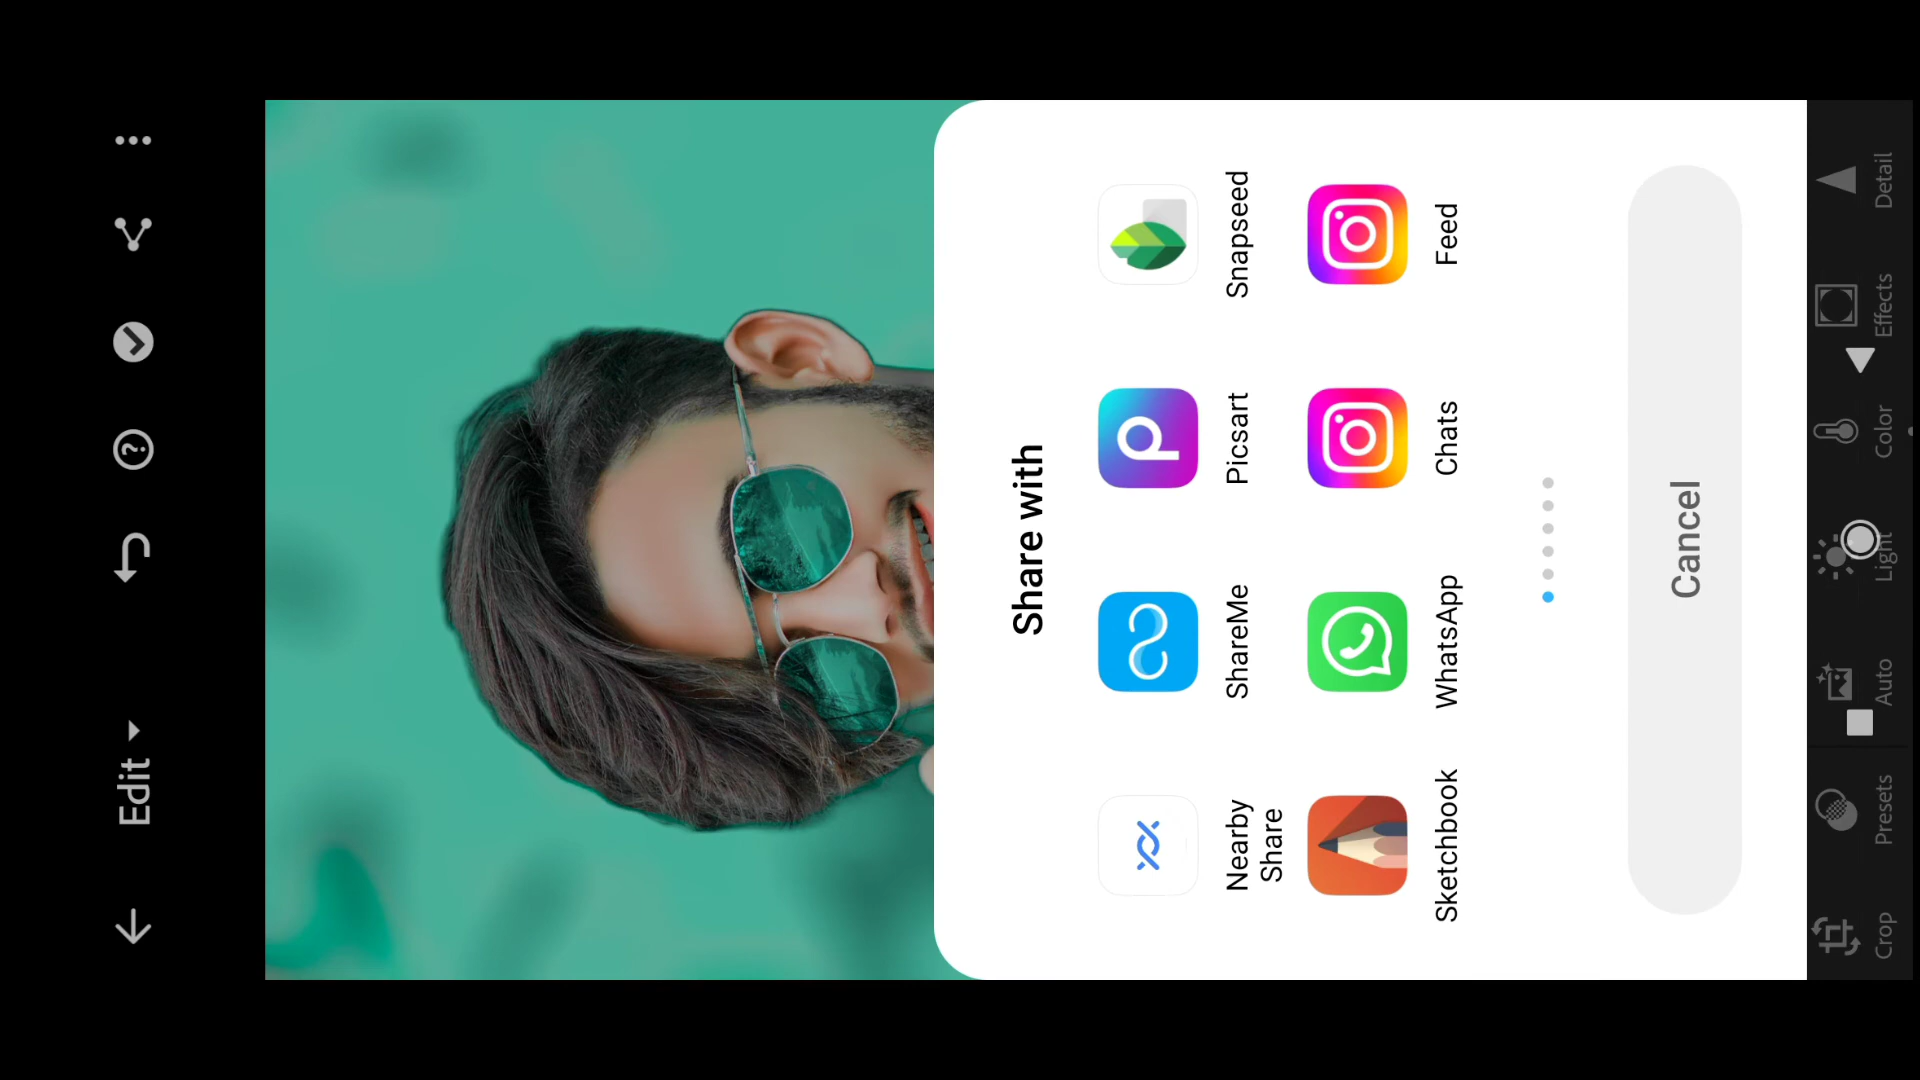 Edit
Share with
Nearby
Share
ShareMe
Picsart
Snapseed
Sketchbook
WhatsApp
Chats
Feed
Cancel
Crop
Presets
Auto
Light
Color
Effects
Detail